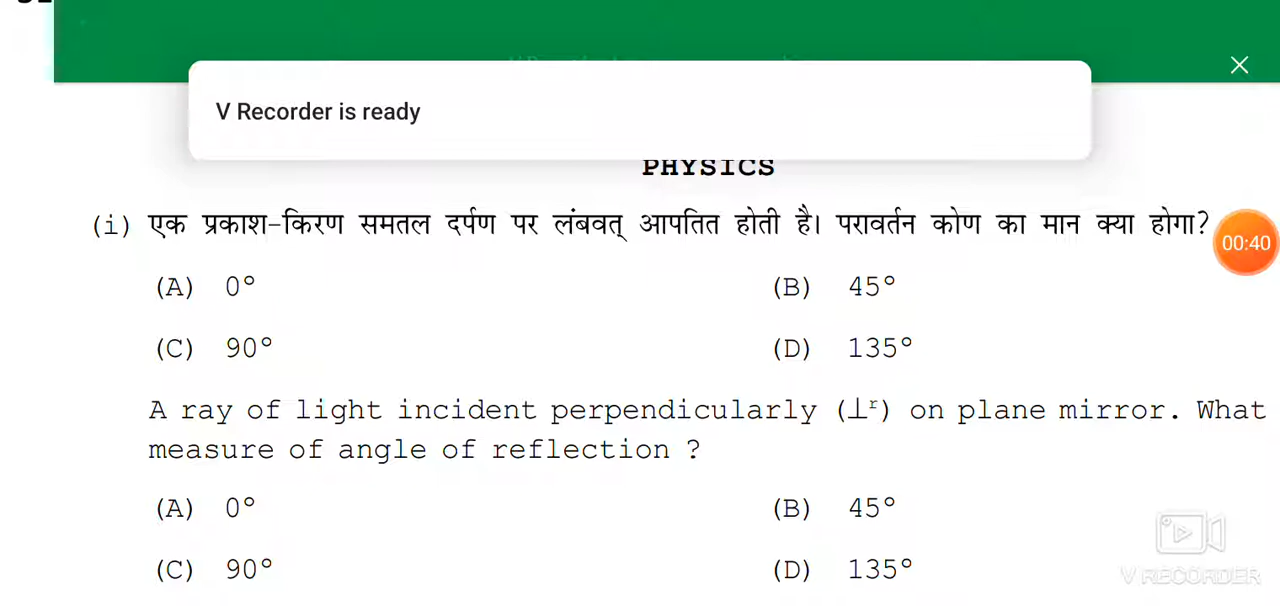 V Recorder is ready
PHYSICS
(i) एक प्रकाश-किरण समतल दर्पण पर लंबवत् आपतित होती है। परावर्तन कोण का मान क्या होगा?
00:40
(A) 0° (B) 45°
(C) 90° (D) 135°
A ray of light incident perpendicularly (⊥ʳ) on plane mirror. What
measure of angle of reflection ?
(A) 0° (B) 45°
(C) 90° (D) 135°
V RECORDER